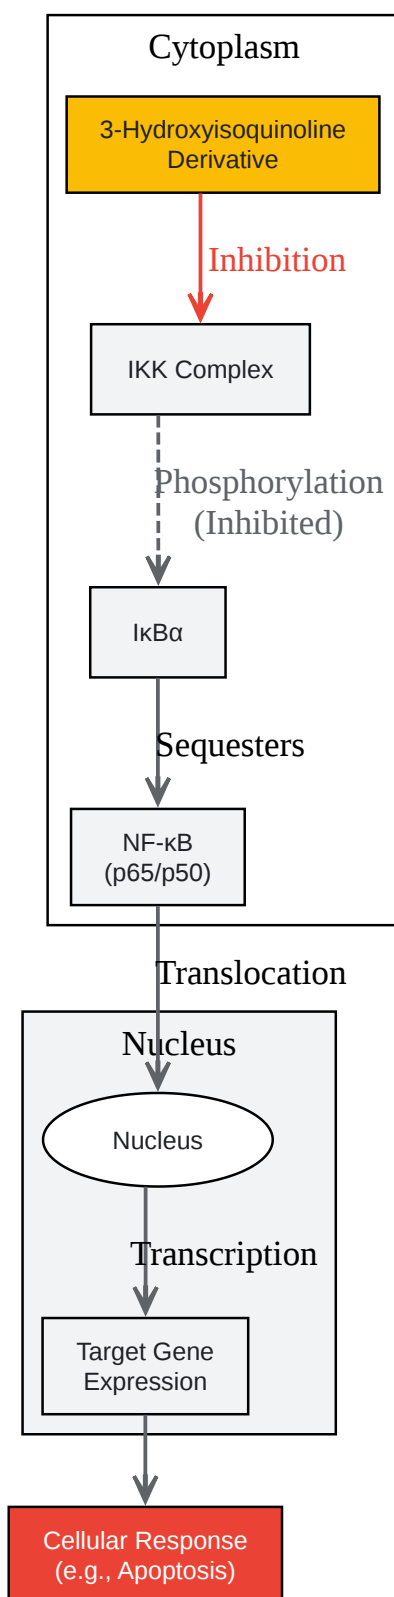 Cytoplasm
3-Hydroxyisoquinoline
Derivative
Inhibition
IKK Complex
Phosphorylation
(Inhibited)
IκBα
Sequesters
NF-κB
(p65/p50)
Translocation
Nucleus
Nucleus
Transcription
Target Gene
Expression
Cellular Response
(e.g., Apoptosis)